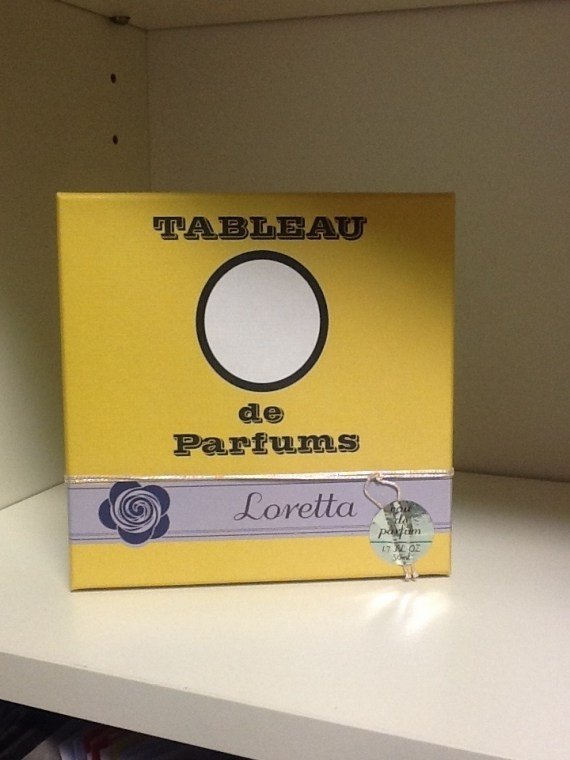 TABLEAU
de
Parfums
Loretta
eau
de
parfum
1.7 FL OZ
50ml